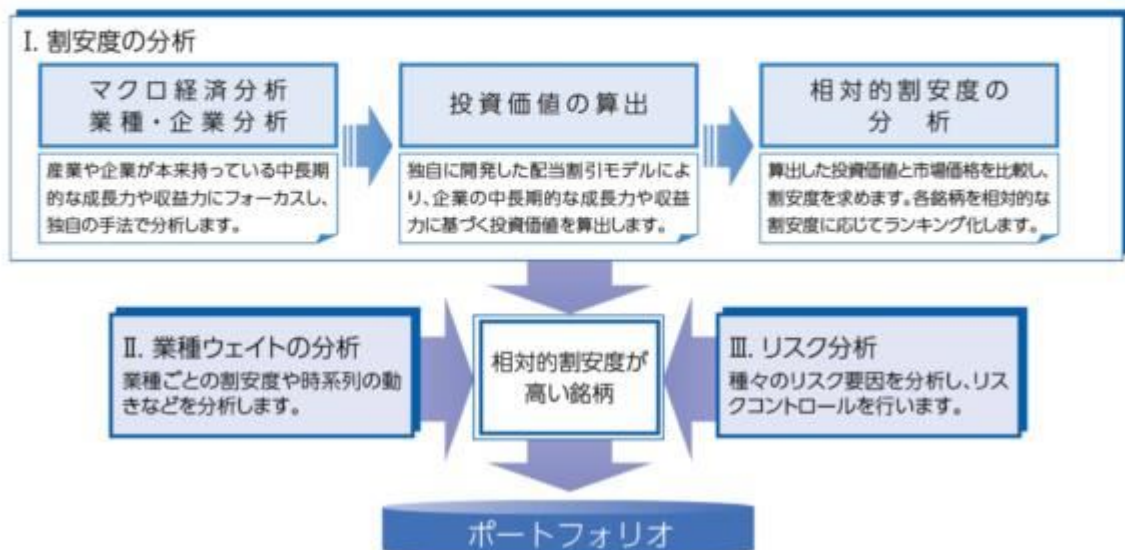 I. 割安度の分析
マクロ経済分析
業種・企業分析
産業や企業が本来持っている中長期
的な成長力や収益力にフォーカスし、
独自の手法で分析します。
投資価値の算出
独自に開発した配当割引モデルによ
り、企業の中長期的な成長力や収益
力に基づく投資価値を算出します。
相対的割安度の
分 析
算出した投資価値と市場価格を比較し、
割安度を求めます。各銘柄を相対的な
割安度に応じてランキング化します。
Ⅱ. 業種ウェイトの分析
業種ごとの割安度や時系列の動
きなどを分析します。
相対的割安度が
高い銘柄
Ⅲ. リスク分析
種々のリスク要因を分析し、リス
クコントロールを行います。
ポートフォリオ